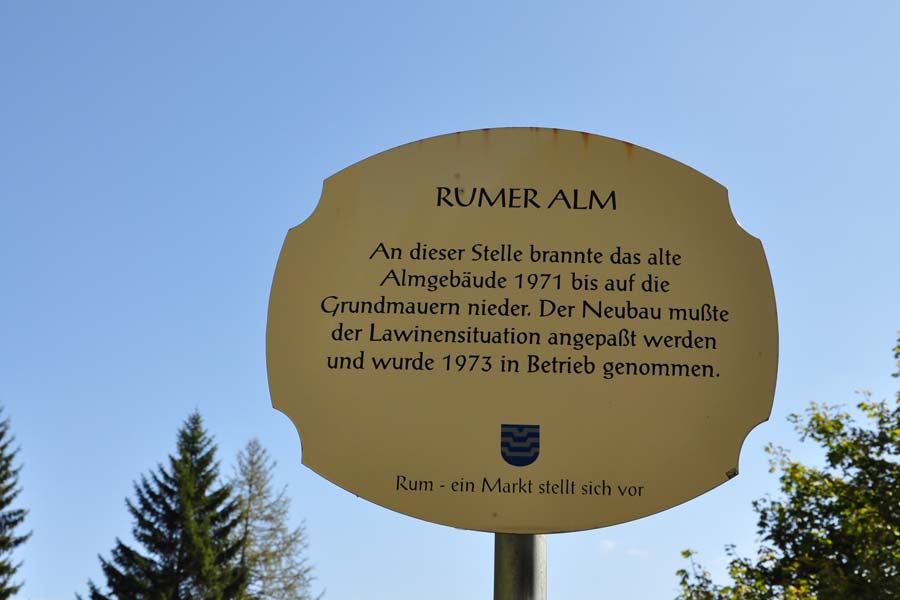 RUMER ALM
An dieser Stelle brannte das alte
Almgebäude 1971 bis auf die
Grundmauern nieder. Der Neubau mußte
der Lawinensituation angepaßt werden
und wurde 1973 in Betrieb genommen.
Rum - ein Markt stellt sich vor